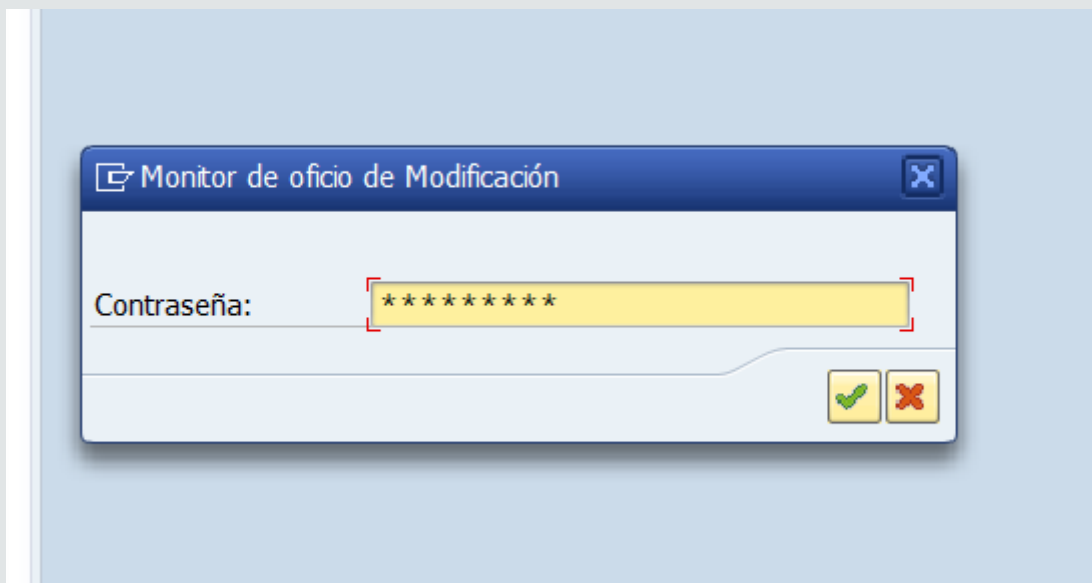 Monitor de oficio de Modificación
Contraseña: *********